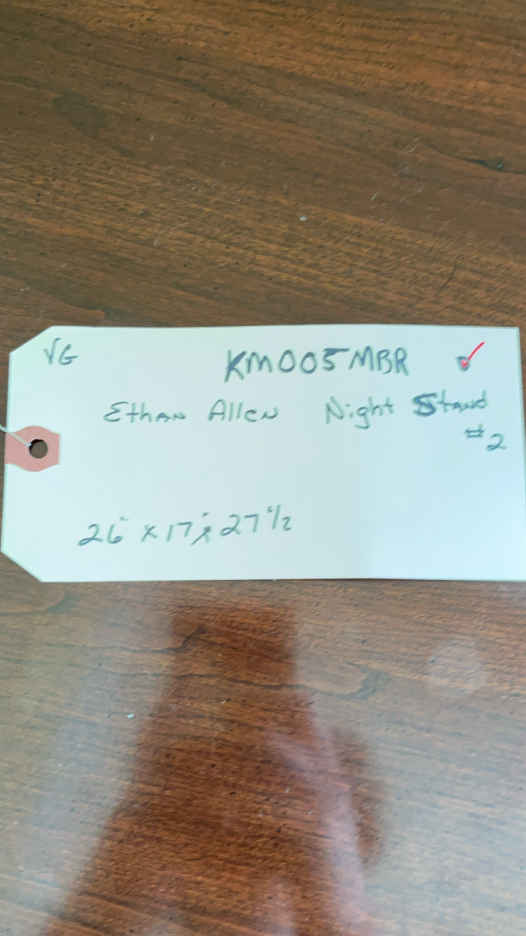 VG
KM005MBR
Ethan Allen Night Stand
#2
26" x 17" x 27 "1/2